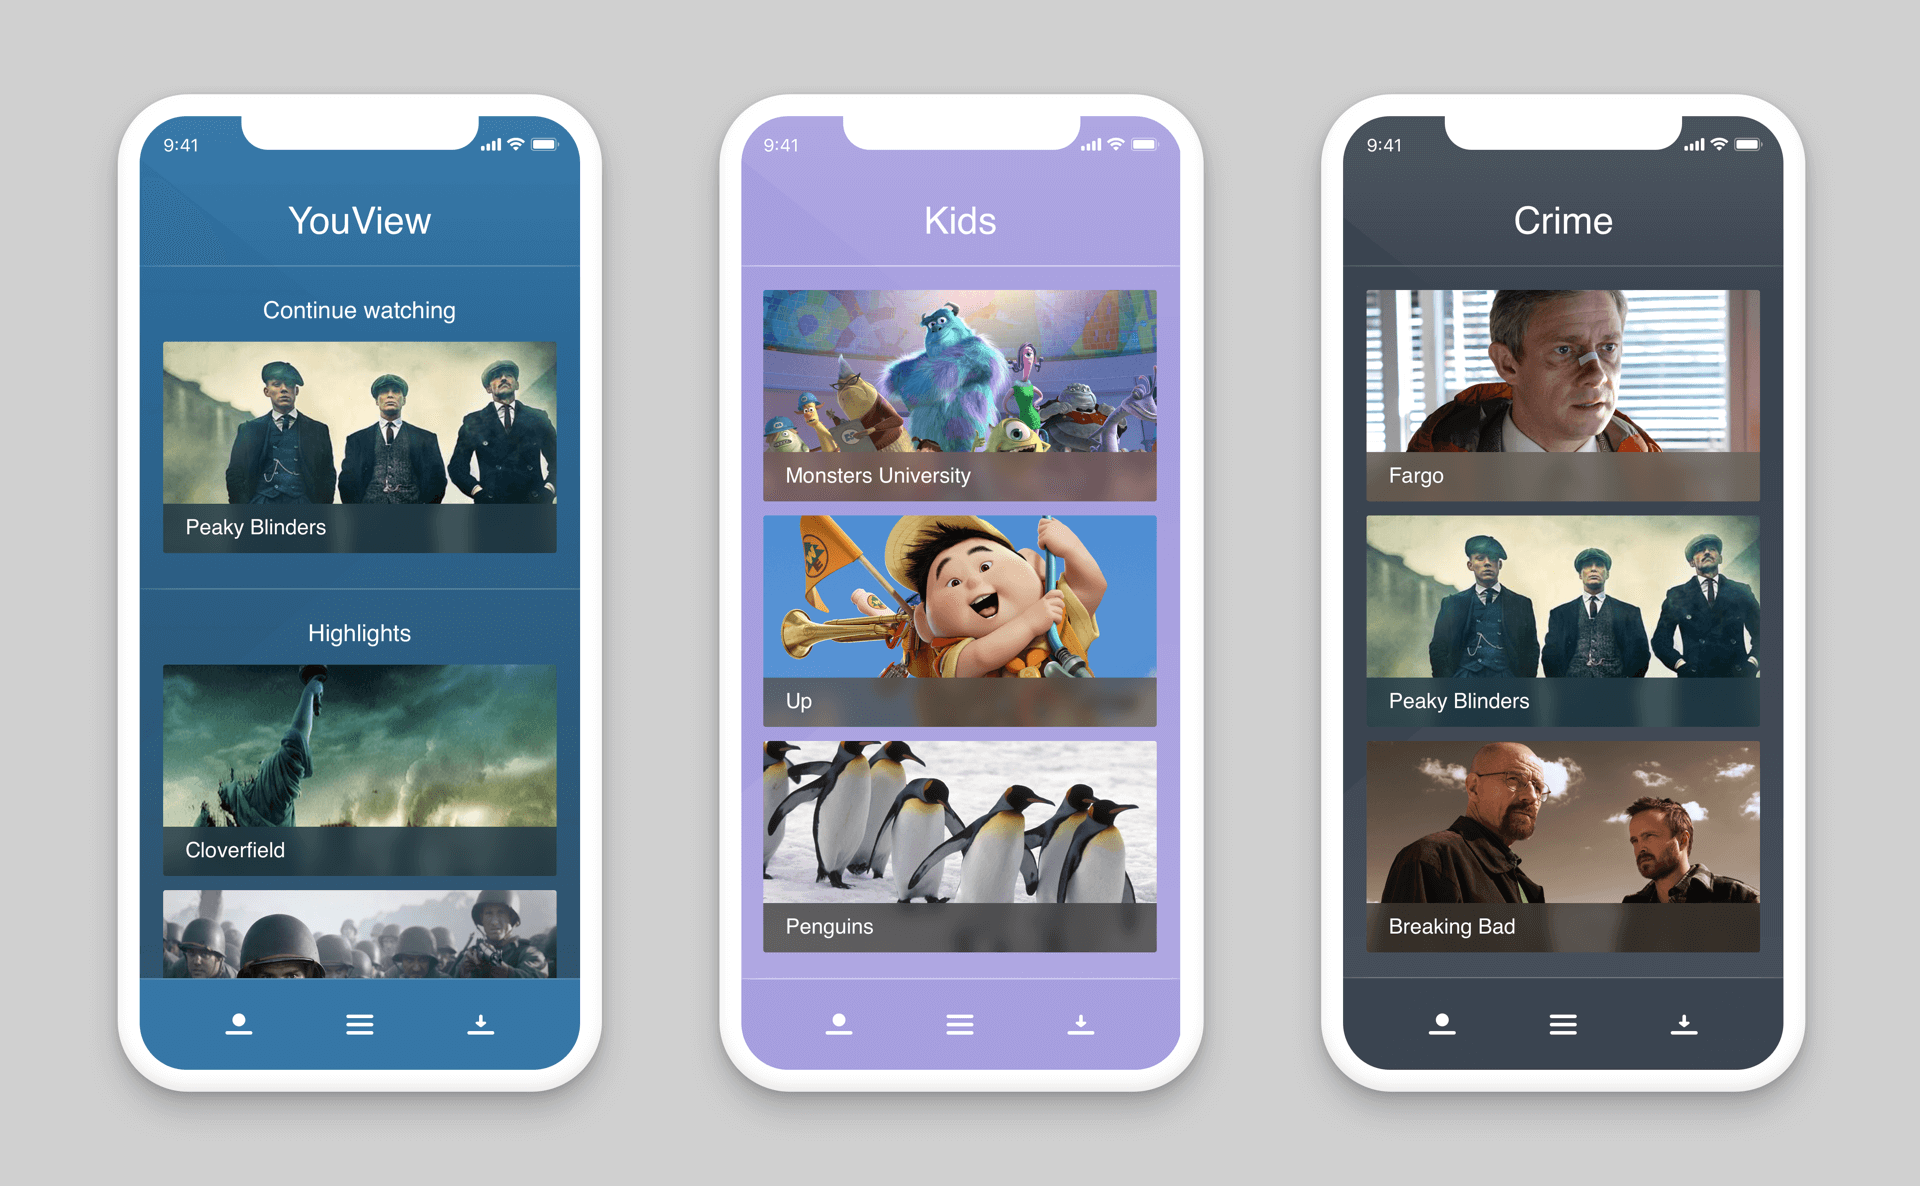 9:41
YouView
Continue watching
Peaky Blinders
Highlights
Cloverfield
9:41
Kids
Monsters University
Up
Penguins
9:41
Crime
Fargo
Peaky Blinders
Breaking Bad